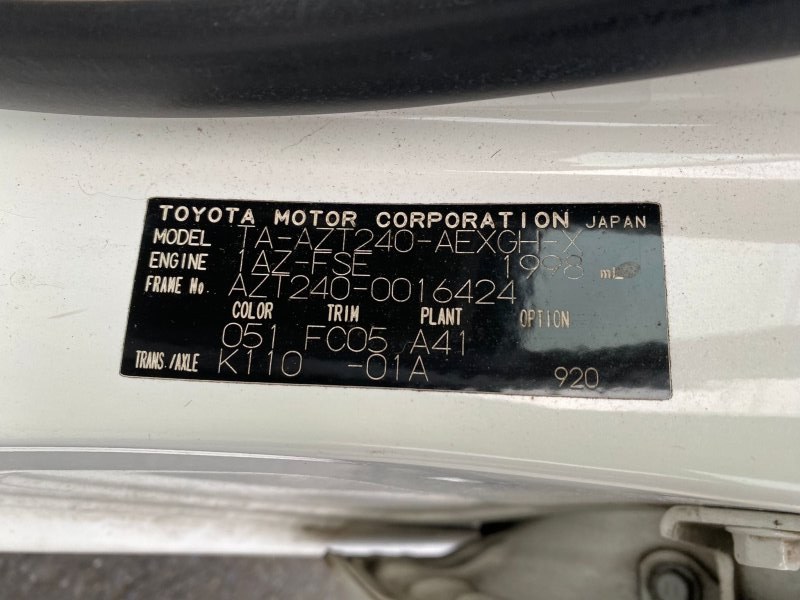 TOYOTA MOTOR CORPORATION JAPAN
MODEL TA-AZT240-AEXGH-X
ENGINE 1AZ-FSE 1998 mL
FRAME No. AZT240-0016424
COLOR TRIM PLANT OPTION
051 FC05 A41
TRANS./AXLE K110 -01A 920